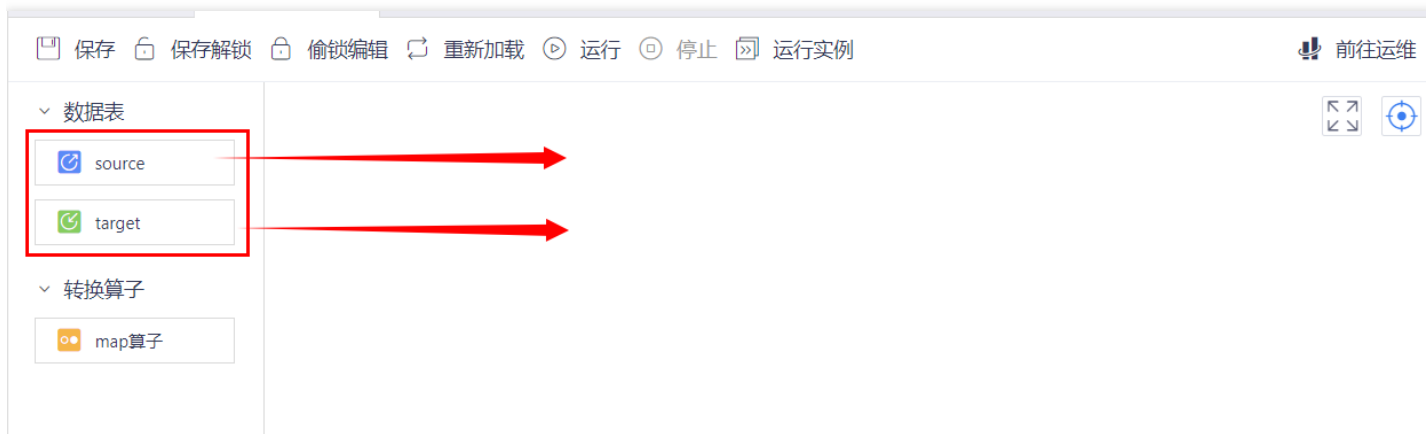 保存 保存解锁 偷锁编辑 重新加载 运行 停止 运行实例 前往运维
数据表
source
target
转换算子
map算子